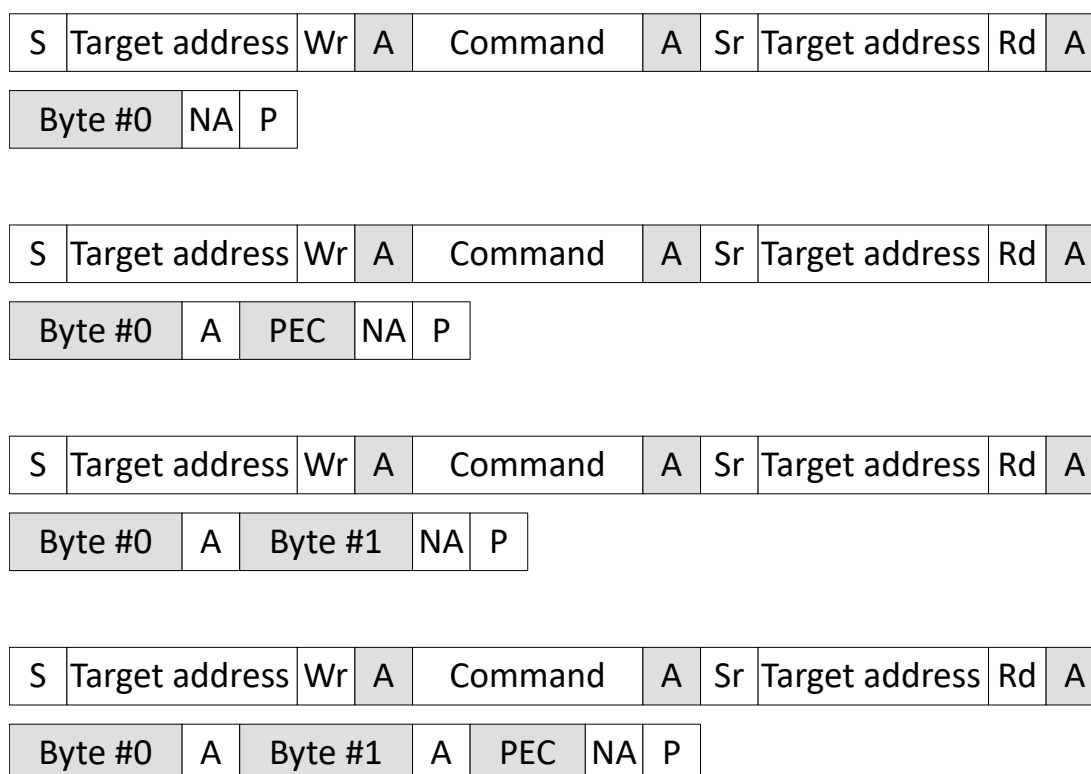 S Target address Wr A Command A Sr Target address Rd A
Byte #0 NA P
S Target address Wr A Command A Sr Target address Rd A
Byte #0 A PEC NA P
S Target address Wr A Command A Sr Target address Rd A
Byte #0 A Byte #1 NA P
S Target address Wr A Command A Sr Target address Rd A
Byte #0 A Byte #1 A PEC NA P